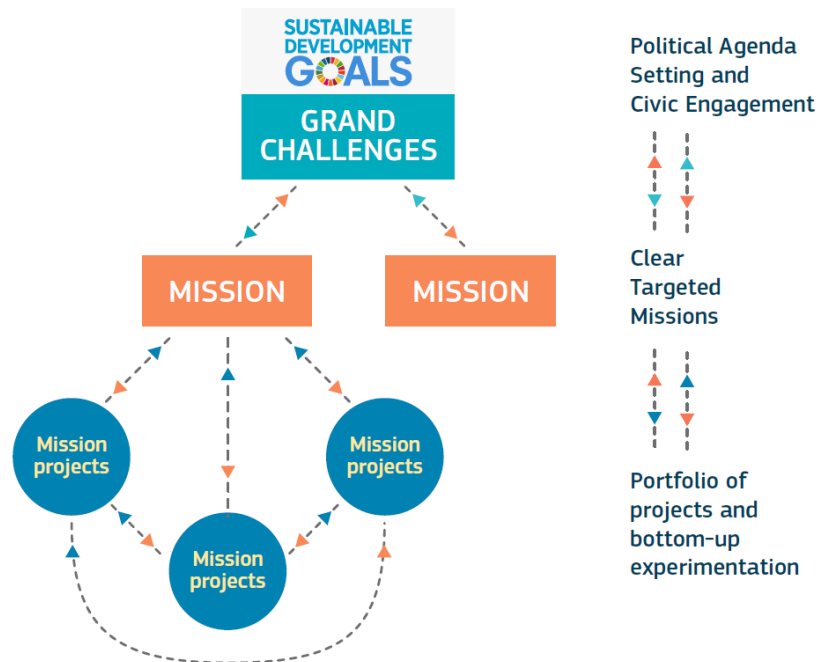 SUSTAINABLE
DEVELOPMENT
GOALS
GRAND
CHALLENGES
MISSION
MISSION
Mission
projects
Mission
projects
Mission
projects
Political Agenda
Setting and
Civic Engagement
Clear
Targeted
Missions
Portfolio of
projects and
bottom-up
experimentation